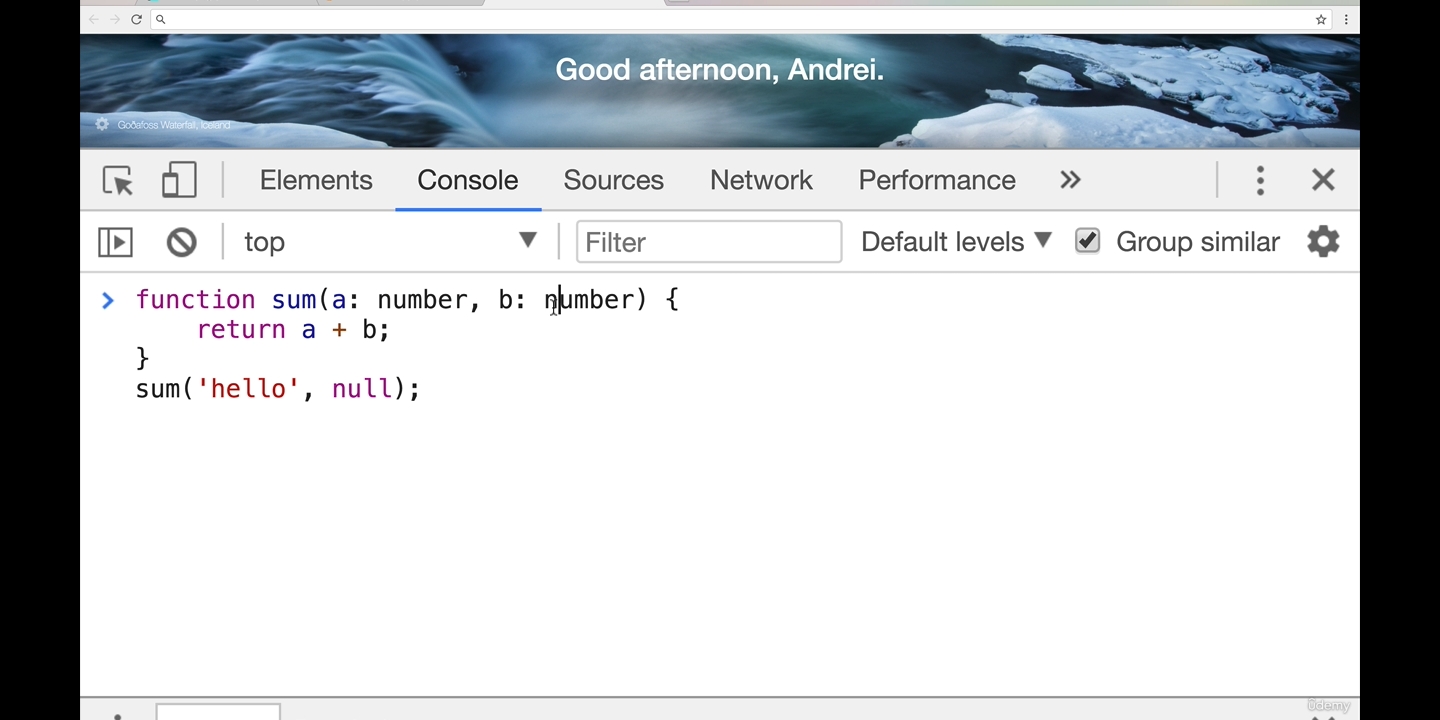 Good afternoon, Andrei.
Goðafoss Waterfall, Iceland
Elements Console Sources Network Performance »
top Filter Default levels Group similar
function sum(a: number, b: number) {
    return a + b;
}
sum('hello', null);
ûdemy